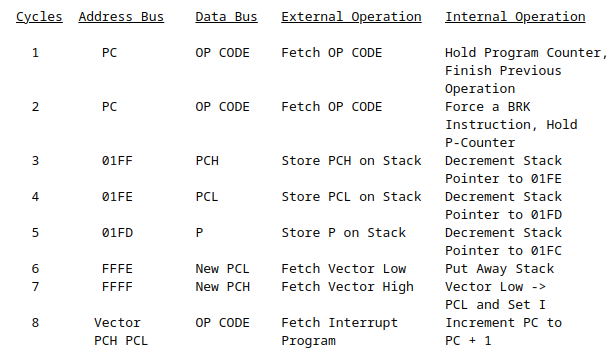 Cycles Address Bus Data Bus External Operation Internal Operation
1 PC OP CODE Fetch OP CODE Hold Program Counter,
Finish Previous
Operation
2 PC OP CODE Fetch OP CODE Force a BRK
Instruction, Hold
P-Counter
3 01FF PCH Store PCH on Stack Decrement Stack
Pointer to 01FE
4 01FE PCL Store PCL on Stack Decrement Stack
Pointer to 01FD
5 01FD P Store P on Stack Decrement Stack
Pointer to 01FC
6 FFFE New PCL Fetch Vector Low Put Away Stack
7 FFFF New PCH Fetch Vector High Vector Low ->
PCL and Set I
8 Vector OP CODE Fetch Interrupt Increment PC to
PCH PCL Program PC + 1